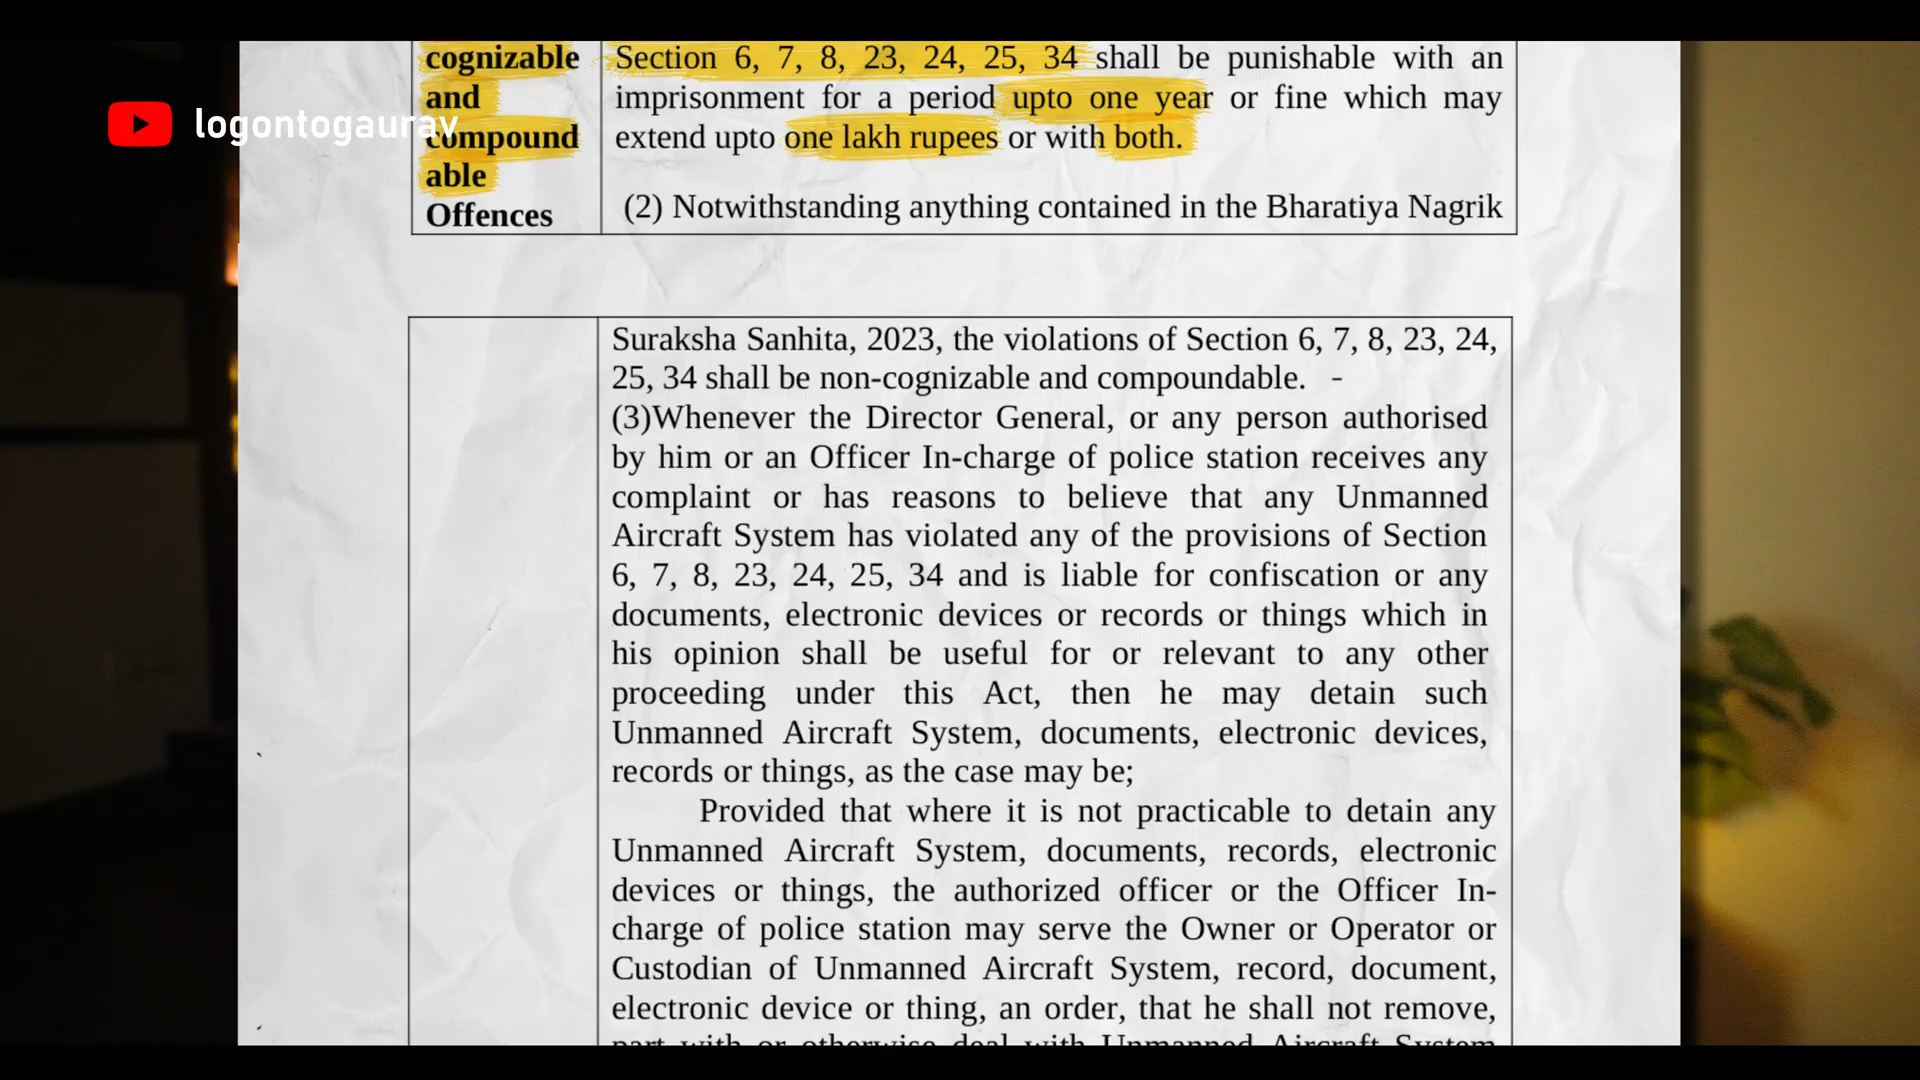 logontogaurav
cognizable
and
compound
able
Offences
Section 6, 7, 8, 23, 24, 25, 34 shall be punishable with an
imprisonment for a period upto one year or fine which may
extend upto one lakh rupees or with both.
(2) Notwithstanding anything contained in the Bharatiya Nagrik
Suraksha Sanhita, 2023, the violations of Section 6, 7, 8, 23, 24,
25, 34 shall be non-cognizable and compoundable. -
(3)Whenever the Director General, or any person authorised
by him or an Officer In-charge of police station receives any
complaint or has reasons to believe that any Unmanned
Aircraft System has violated any of the provisions of Section
6, 7, 8, 23, 24, 25, 34 and is liable for confiscation or any
documents, electronic devices or records or things which in
his opinion shall be useful for or relevant to any other
proceeding under this Act, then he may detain such
Unmanned Aircraft System, documents, electronic devices,
records or things, as the case may be;
Provided that where it is not practicable to detain any
Unmanned Aircraft System, documents, records, electronic
devices or things, the authorized officer or the Officer In-
charge of police station may serve the Owner or Operator or
Custodian of Unmanned Aircraft System, record, document,
electronic device or thing, an order, that he shall not remove,
part with or otherwise deal with Unmanned Aircraft System